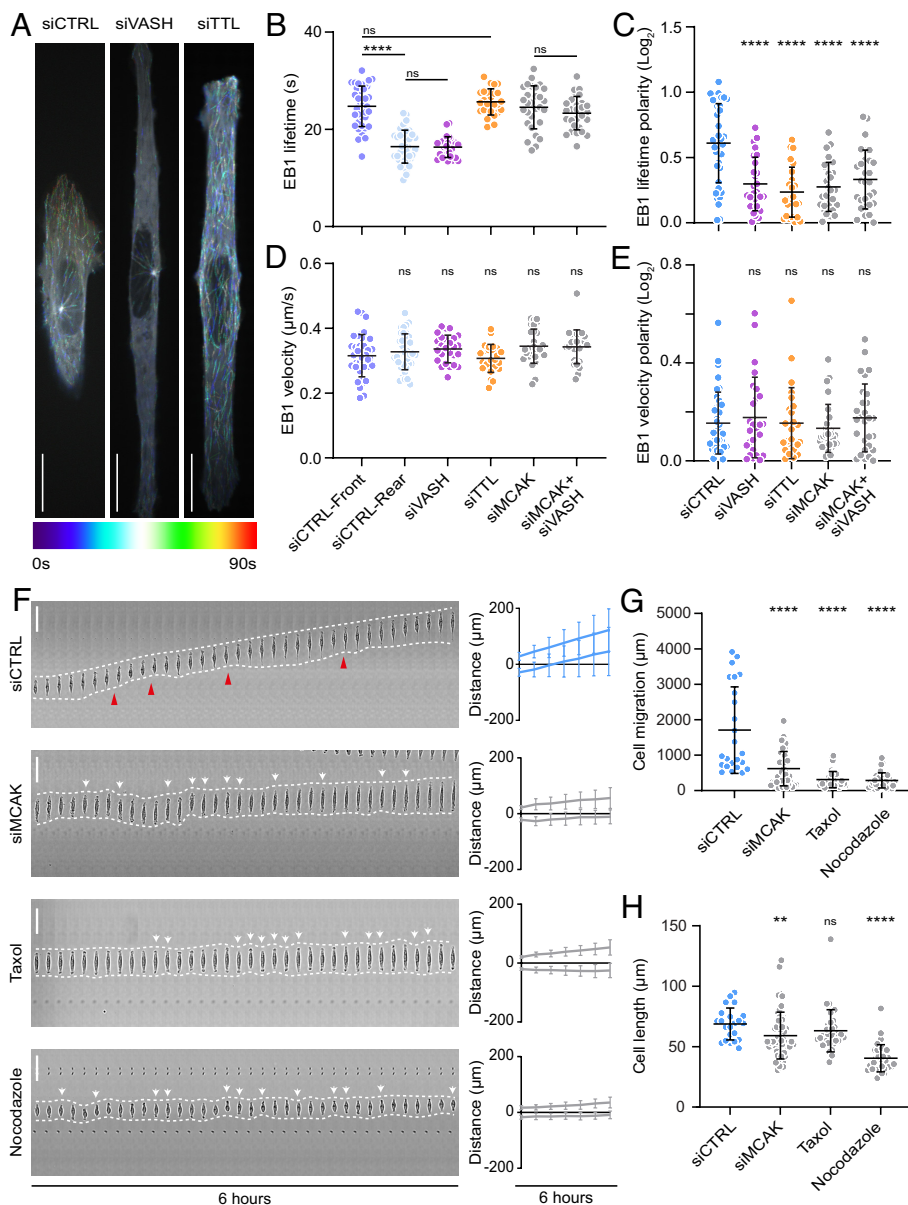 A
siCTRL
siVASH
siTTL
0s
90s
B
EB1 lifetime (s)
40
20
0
ns
****
ns
ns
C
EB1 lifetime polarity (Log2)
1.5
1.0
0.5
0.0
****
****
****
****
D
EB1 velocity (µm/s)
0.6
0.4
0.2
0.0
ns
ns
ns
ns
ns
siCTRL-Front
siCTRL-Rear
siVASH
siTTL
siMCAK
siMCAK+
siVASH
E
EB1 velocity polarity (Log2)
0.8
0.4
0.0
ns
ns
ns
ns
siCTRL
siVASH
siTTL
siMCAK
siMCAK+
siVASH
F
siCTRL
Distance (µm)
200
0
-200
siMCAK
Distance (µm)
200
0
-200
Taxol
Distance (µm)
200
0
-200
Nocodazole
Distance (µm)
200
0
-200
6 hours
6 hours
G
Cell migration (µm)
5000
4000
3000
2000
1000
0
****
****
****
siCTRL
siMCAK
Taxol
Nocodazole
H
Cell length (µm)
150
100
50
0
**
ns
****
siCTRL
siMCAK
Taxol
Nocodazole